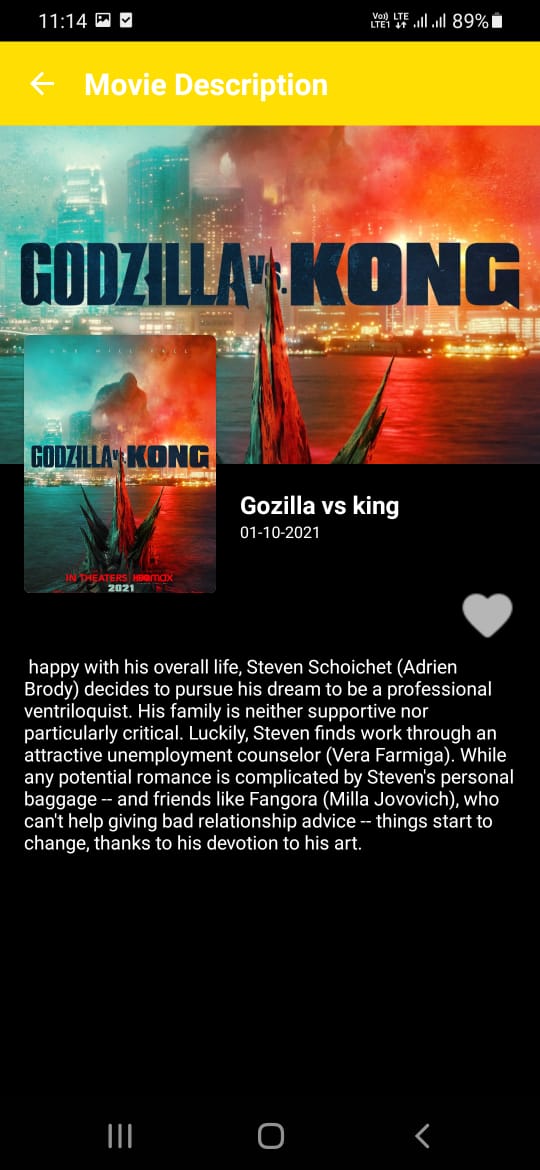 11:14
Vo)) LTE
LTE1
89%
Movie Description
GODZILLA VS. KONG
ONE WILL FALL
GODZILLA VS KONG
IN THEATERS HBOMAX
2021
Gozilla vs king
01-10-2021
happy with his overall life, Steven Schoichet (Adrien
Brody) decides to pursue his dream to be a professional
ventriloquist. His family is neither supportive nor
particularly critical. Luckily, Steven finds work through an
attractive unemployment counselor (Vera Farmiga). While
any potential romance is complicated by Steven's personal
baggage -- and friends like Fangora (Milla Jovovich), who
can't help giving bad relationship advice -- things start to
change, thanks to his devotion to his art.